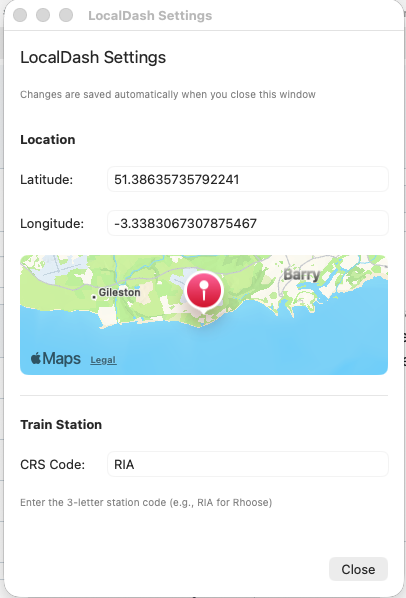 LocalDash Settings
LocalDash Settings
Changes are saved automatically when you close this window
Location
Latitude: 51.38635735792241
Longitude: -3.3383067307875467
Barry
Gileston
Maps Legal
Train Station
CRS Code: RIA
Enter the 3-letter station code (e.g., RIA for Rhoose)
Close